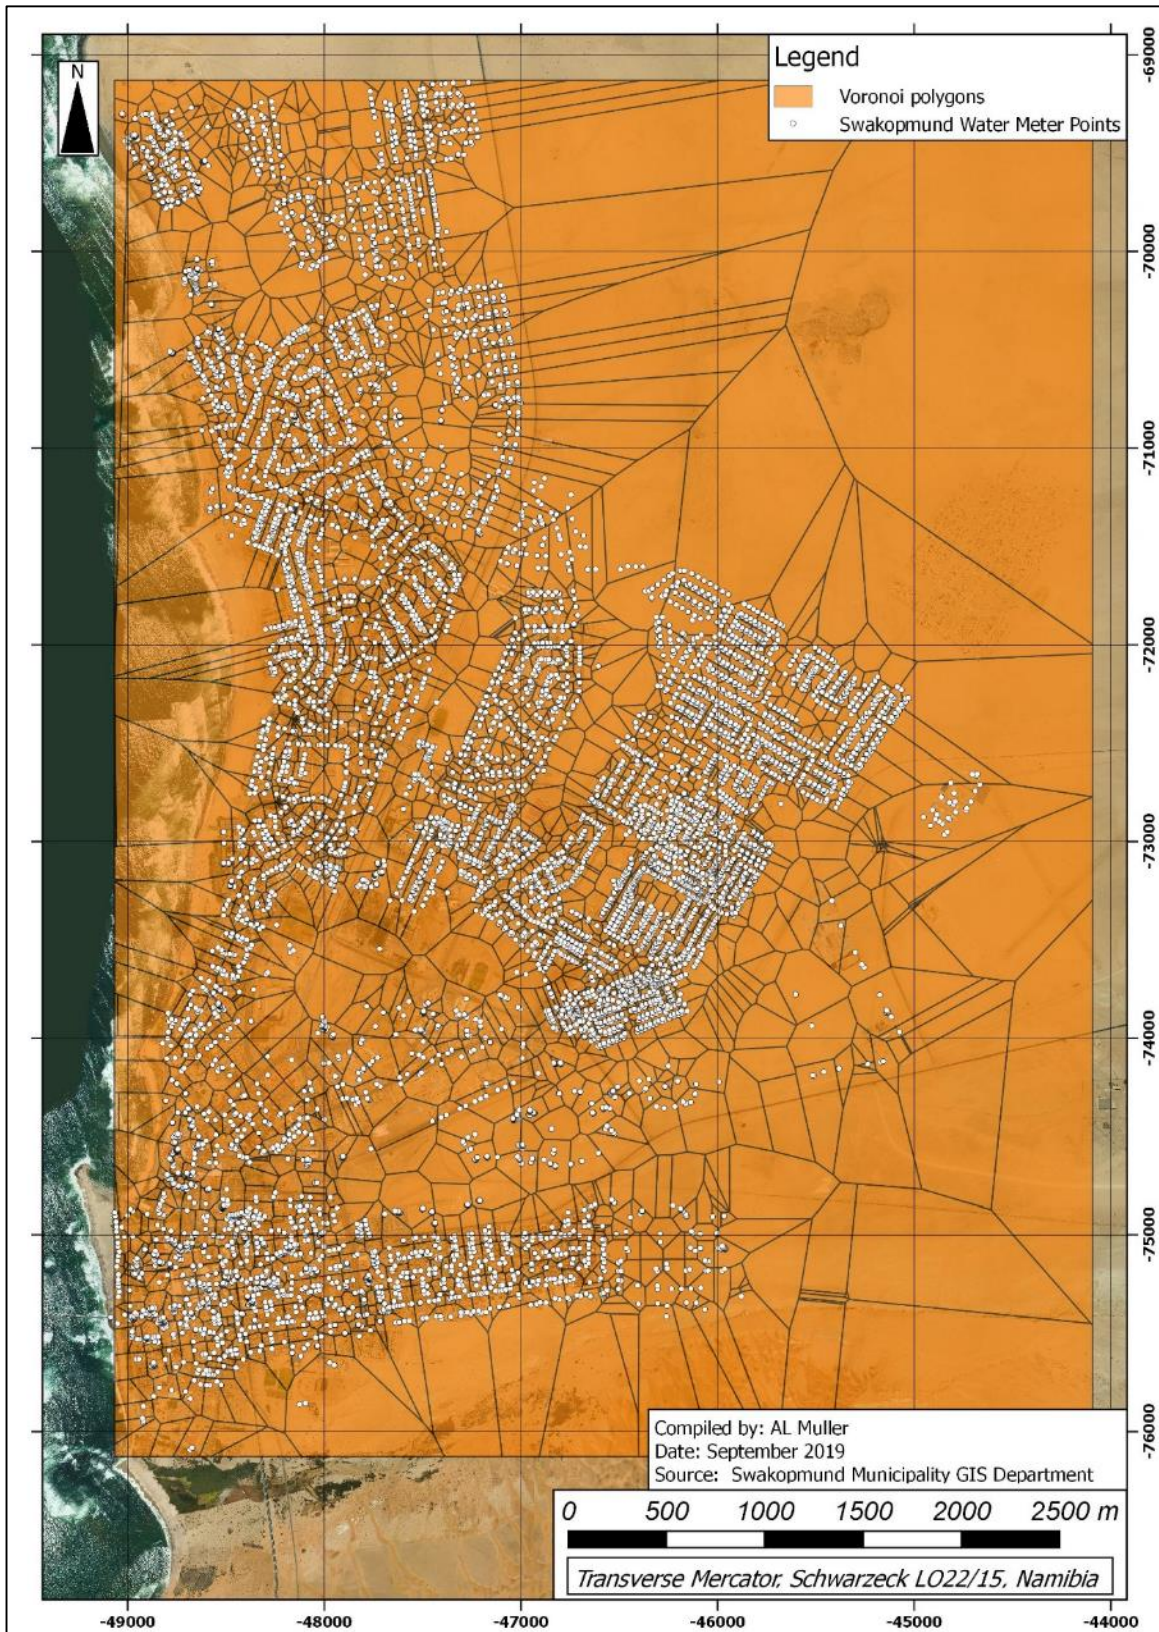 Legend
Voronoi polygons
Swakopmund Water Meter Points
N
-69000
-70000
-71000
-72000
-73000
-74000
-75000
-76000
Compiled by: AL Muller
Date: September 2019
Source: Swakopmund Municipality GIS Department
0 500 1000 1500 2000 2500 m
Transverse Mercator, Schwarzeck LO22/15, Namibia
-49000 -48000 -47000 -46000 -45000 -44000